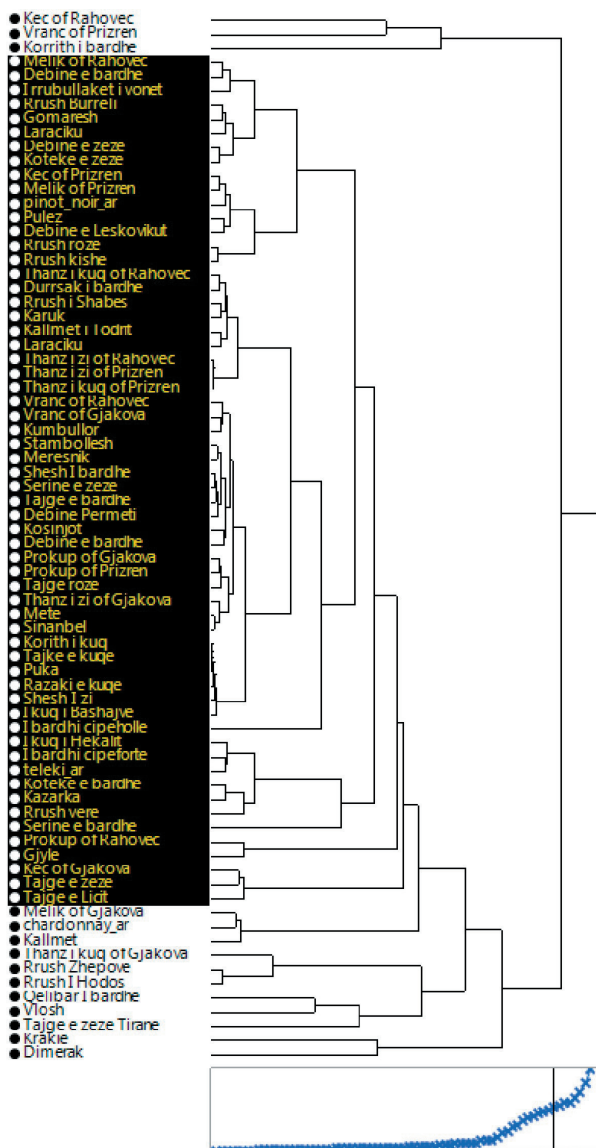 Kec of Rahovec
Vranc of Prizren
Korrith i bardhe
Melik of Rahovec
Debine e bardhe
I rrubullaket i vonet
Rrush Burreli
Gomaresh
Laraciku
Debine e zeze
Koteke e zeze
Kec of Prizren
Melik of Prizren
pinot_noir_ar
Pulez
Debine e Leskovikut
Rrush roze
Rrush kishe
Thanz i kuq of Rahovec
Durrsak i bardhe
Rrush i Shabes
Karuk
Kallmet i Todrit
Laraciku
Thanz i zi of Rahovec
Thanz i zi of Prizren
Thanz i kuq of Prizren
Vranc of Rahovec
Vranc of Gjakova
Kumbullor
Stambollesh
Meresnik
Shesh I bardhe
Serine e zeze
Tajge e bardhe
Debine Permeti
Kosinjot
Debine e bardhe
Prokup of Gjakova
Prokup of Prizren
Tajge roze
Thanz i zi of Gjakova
Mete
Sinanbel
Korith i kuq
Tajke e kuqe
Puka
Razaki e kuqe
Shesh I zi
I kuq i Bashajve
I bardhi cipeholle
I kuq i Hekalit
I bardhi cipeforte
teleki_ar
Koteke e bardhe
Kazarka
Rrush vere
Serine e bardhe
Prokup of Rahovec
Gjyle
Kec of Gjakova
Tajge e zeze
Tajge e Licit
Melik of Gjakova
chardonnay_ar
Kallmet
Thanz i kuq of Gjakova
Rrush Zhepove
Rrush I Hodos
Qelibar I bardhe
Vlosh
Tajge e zeze Tirane
Krakie
Dimerak